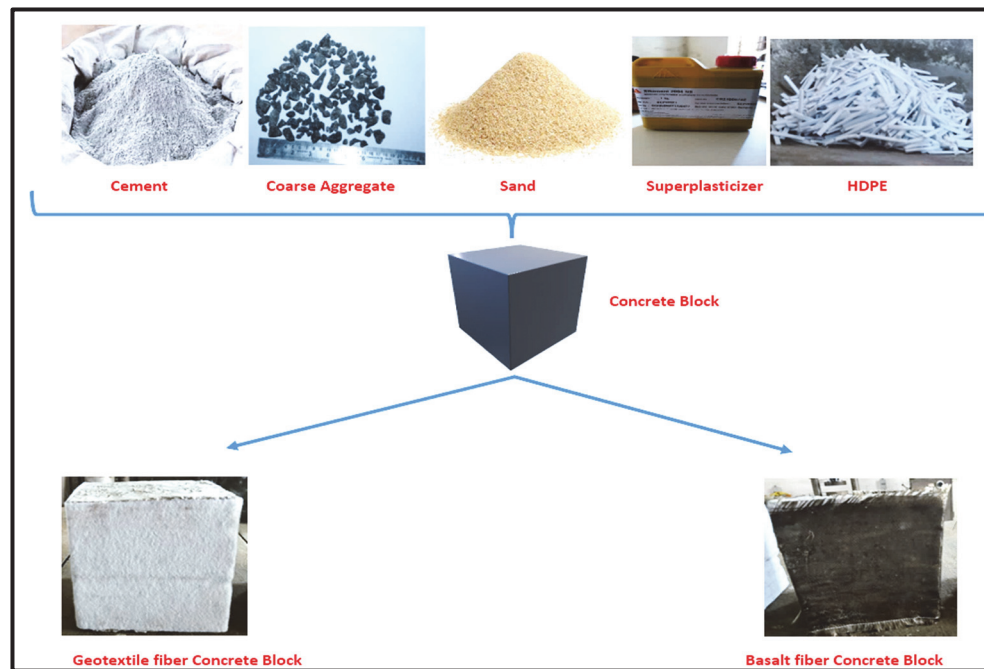 Cement
Coarse Aggregate
Sand
Superplasticizer
HDPE
Concrete Block
Geotextile fiber Concrete Block
Basalt fiber Concrete Block